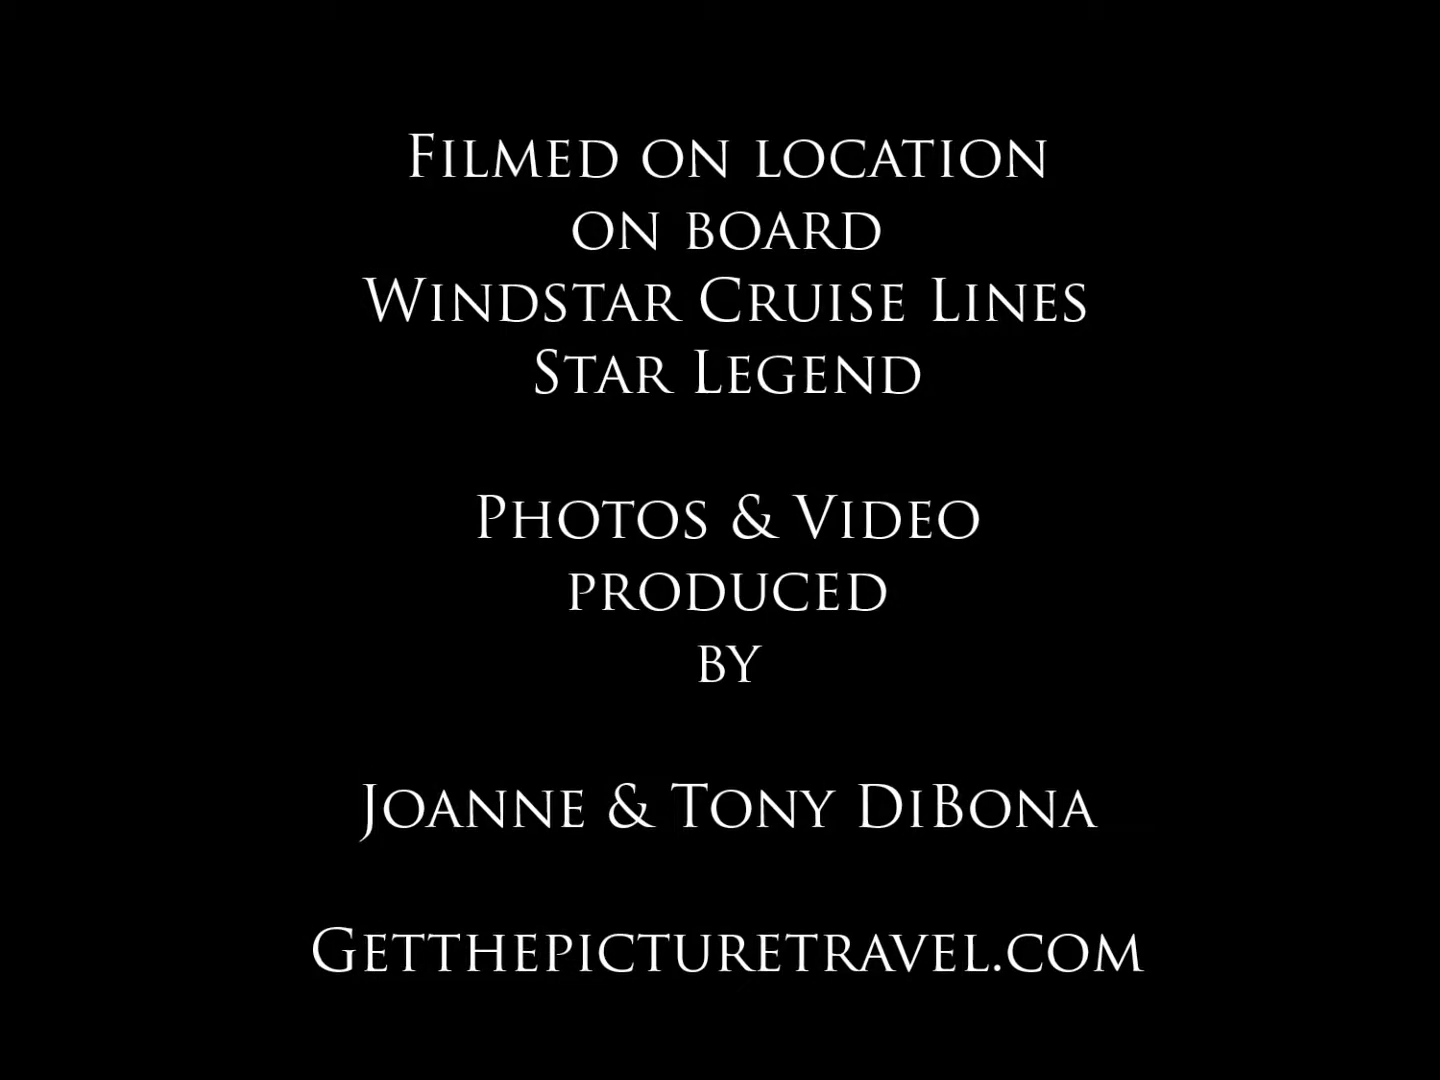 Filmed on location
on board
Windstar Cruise Lines
Star Legend
Photos & Video
produced
by
Joanne & Tony DiBona
Getthepicturetravel.com